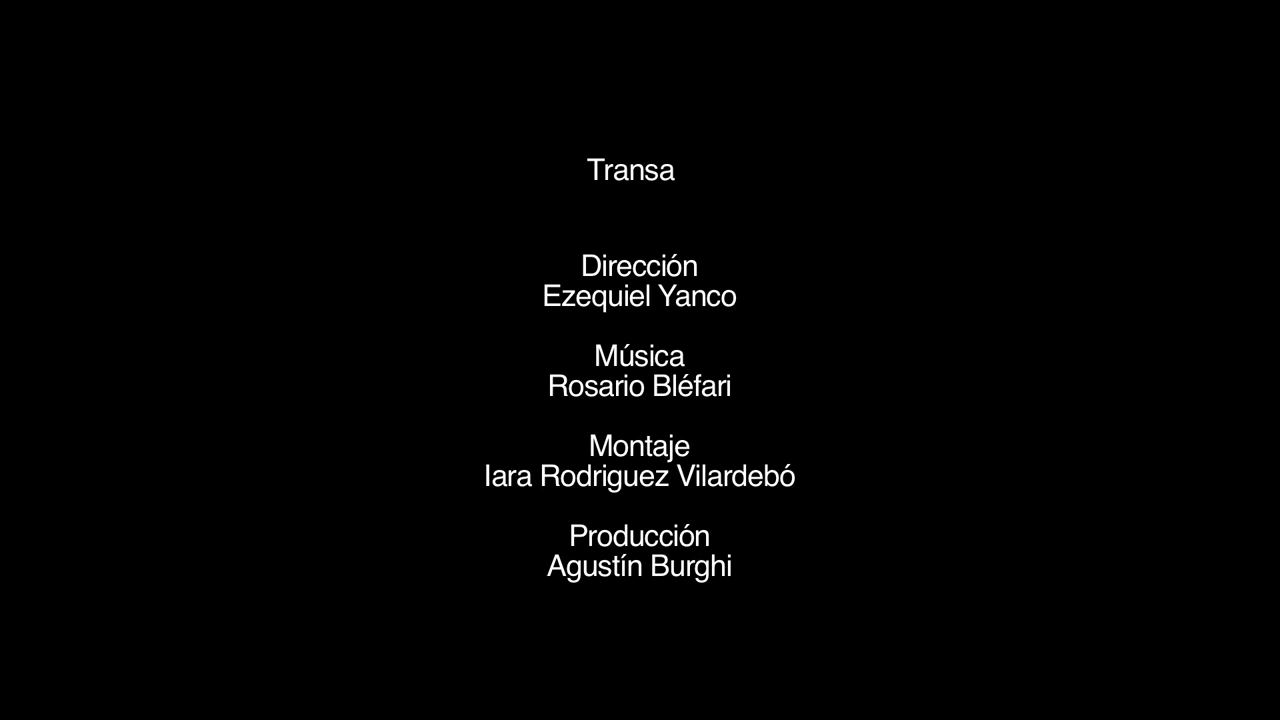 Transa
Dirección
Ezequiel Yanco
Música
Rosario Bléfari
Montaje
Iara Rodriguez Vilardebó
Producción
Agustín Burghi